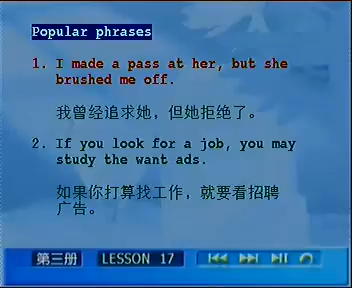 Popular phrases
1. I made a pass at her, but she
brushed me off.
我曾经追求她，但她拒绝了。
2. If you look for a job, you may
study the want ads.
如果你打算找工作，就要看招聘
广告。
第三册 LESSON 17